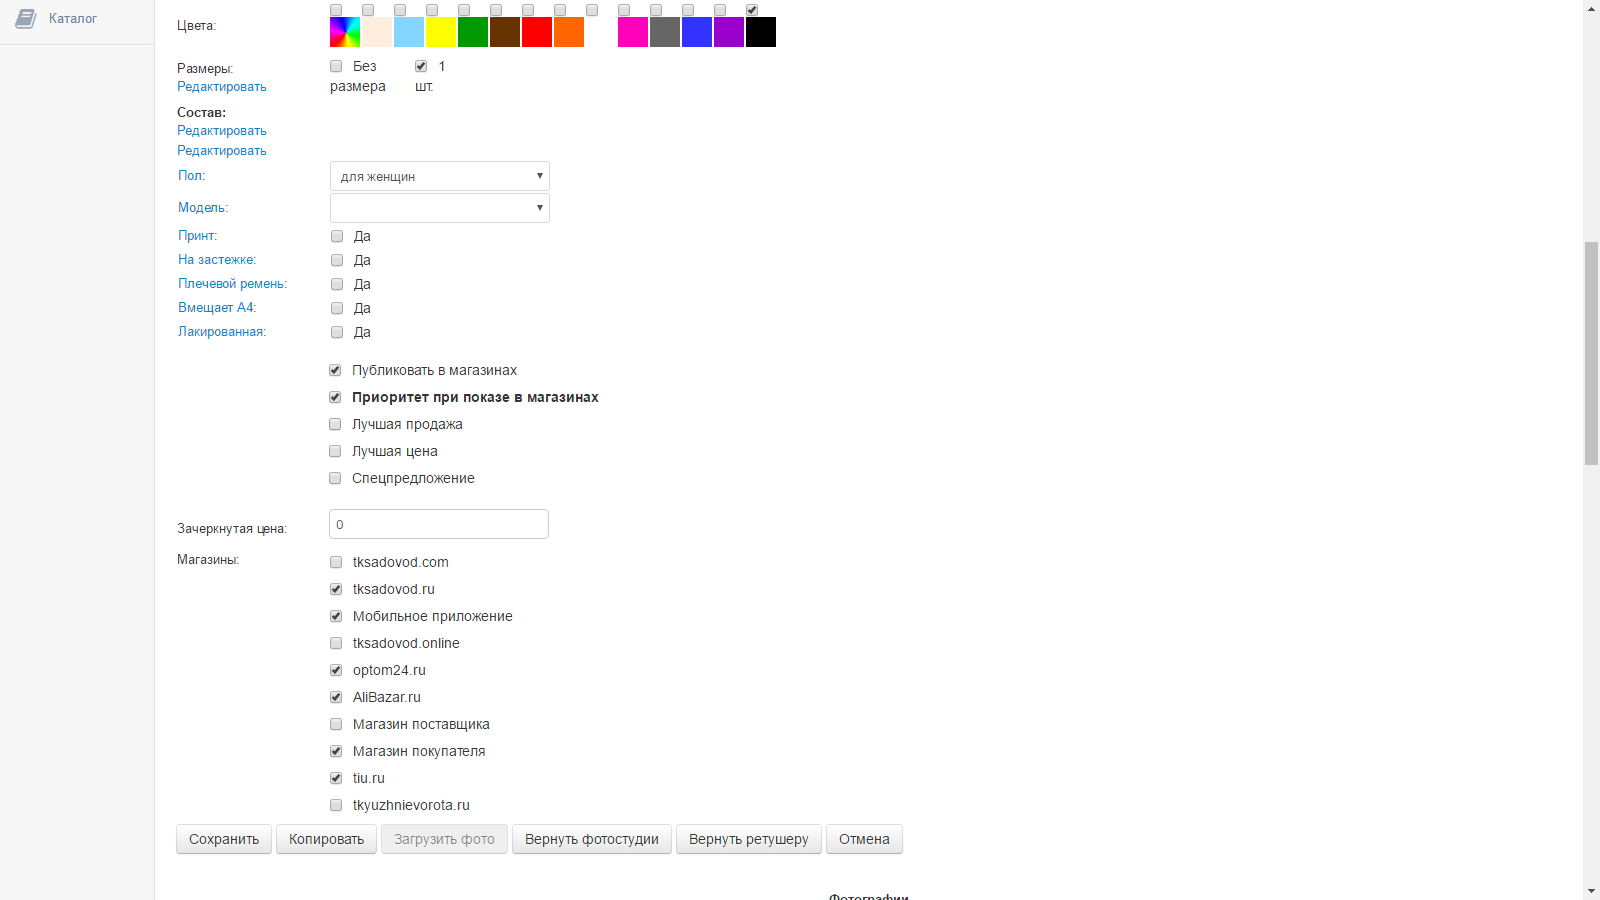 Каталог
Цвета:
Размеры:
Редактировать
Без размера
1 шт.
Состав:
Редактировать
Редактировать
Пол:
для женщин
Модель:
Принт:
Да
На застежке:
Да
Плечевой ремень:
Да
Вмещает А4:
Да
Лакированная:
Да
Публиковать в магазинах
Приоритет при показе в магазинах
Лучшая продажа
Лучшая цена
Спецпредложение
Зачеркнутая цена:
0
Магазины:
tksadovod.com
tksadovod.ru
Мобильное приложение
tksadovod.online
optom24.ru
AliBazar.ru
Магазин поставщика
Магазин покупателя
tiu.ru
tkyuzhnievorota.ru
Сохранить
Копировать
Загрузить фото
Вернуть фотостудии
Вернуть ретушеру
Отмена
Фотографии